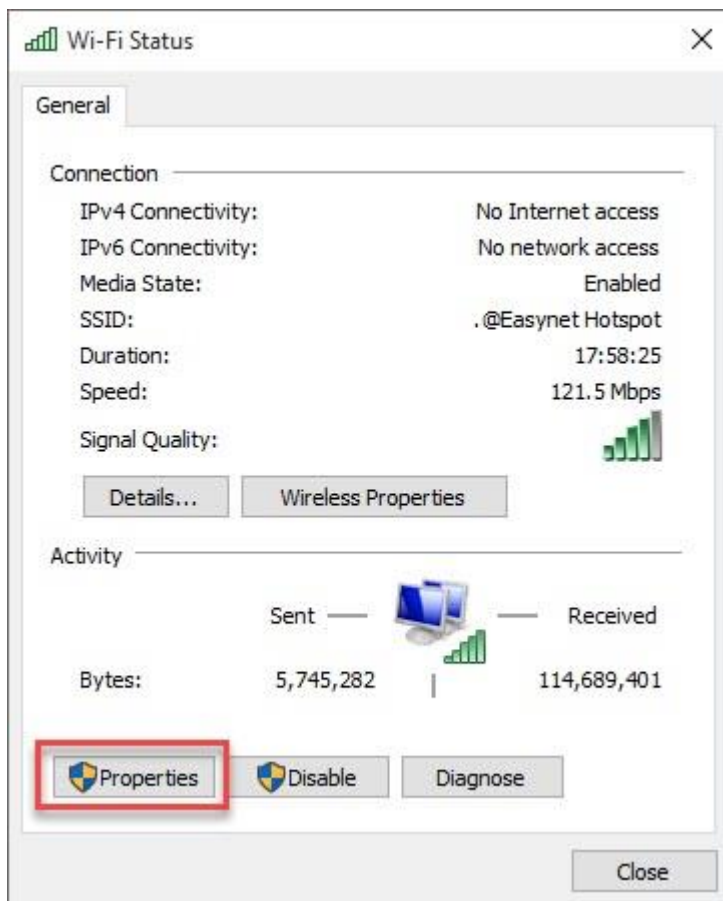 Wi-Fi Status
General
Connection
IPv4 Connectivity: No Internet access
IPv6 Connectivity: No network access
Media State: Enabled
SSID: .@Easynet Hotspot
Duration: 17:58:25
Speed: 121.5 Mbps
Signal Quality:
Details... Wireless Properties
Activity
Sent Received
Bytes: 5,745,282 114,689,401
Properties Disable Diagnose
Close